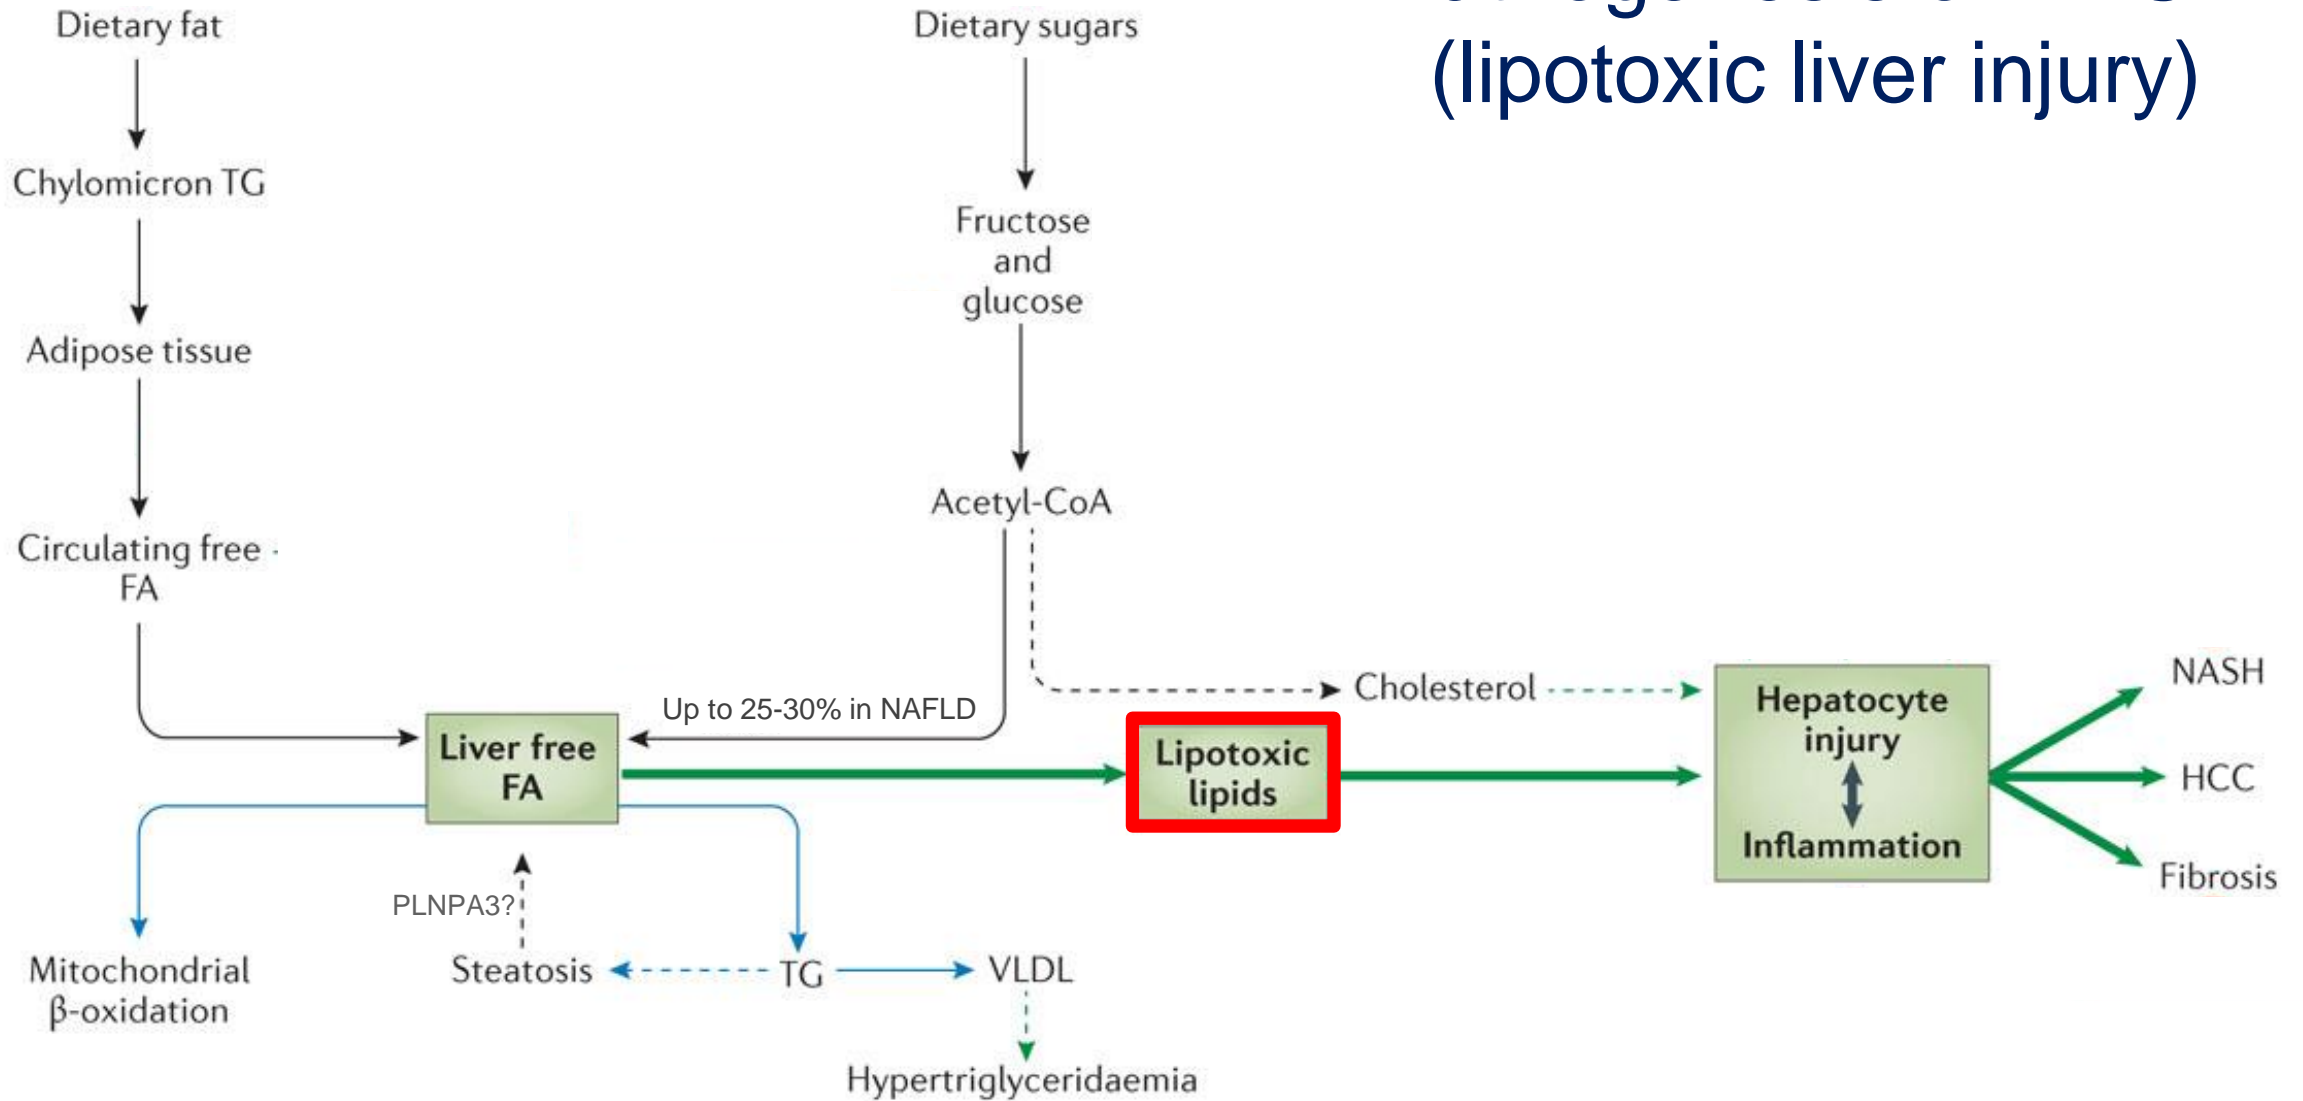 (lipotoxic liver injury)
Dietary fat
Dietary sugars
Chylomicron TG
Fructose
and
glucose
Adipose tissue
Acetyl-CoA
Circulating free
FA
Up to 25-30% in NAFLD
Cholesterol
Liver free
FA
Lipotoxic
lipids
Hepatocyte
injury
Inflammation
NASH
HCC
Fibrosis
PLNPA3?
Mitochondrial
β-oxidation
Steatosis
TG
VLDL
Hypertriglyceridaemia